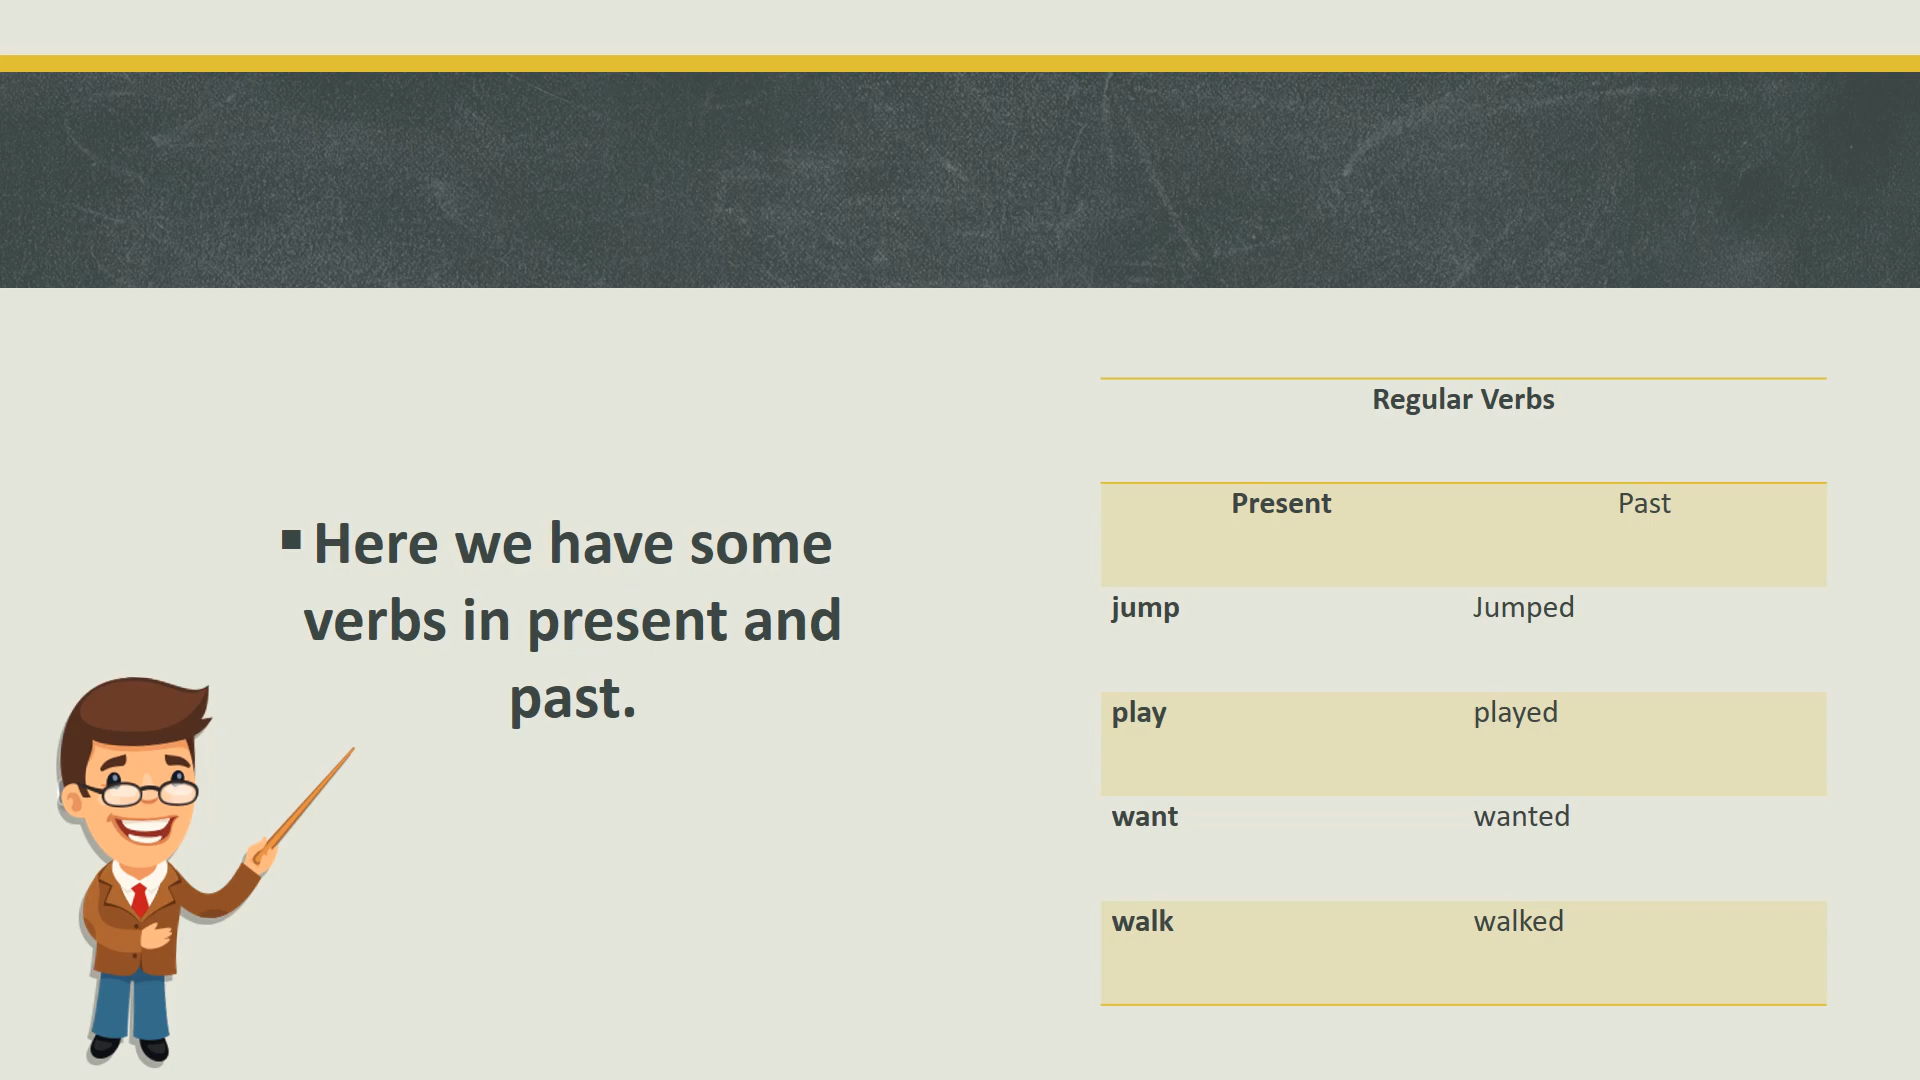 ▪ Here we have some
verbs in present and
past.
Regular Verbs
Present Past
jump Jumped
play played
want wanted
walk walked